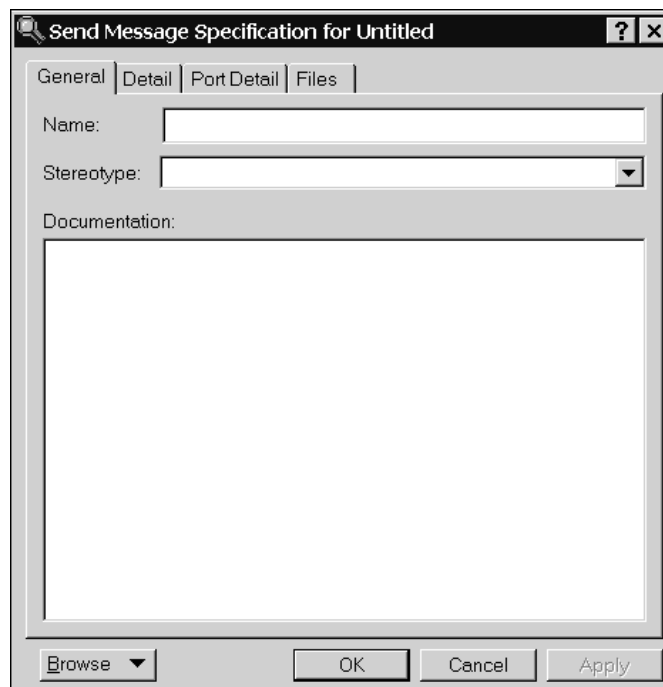 Send Message Specification for Untitled ? ×
General Detail Port Detail Files
Name:
Stereotype:
Documentation:
Browse OK Cancel Apply